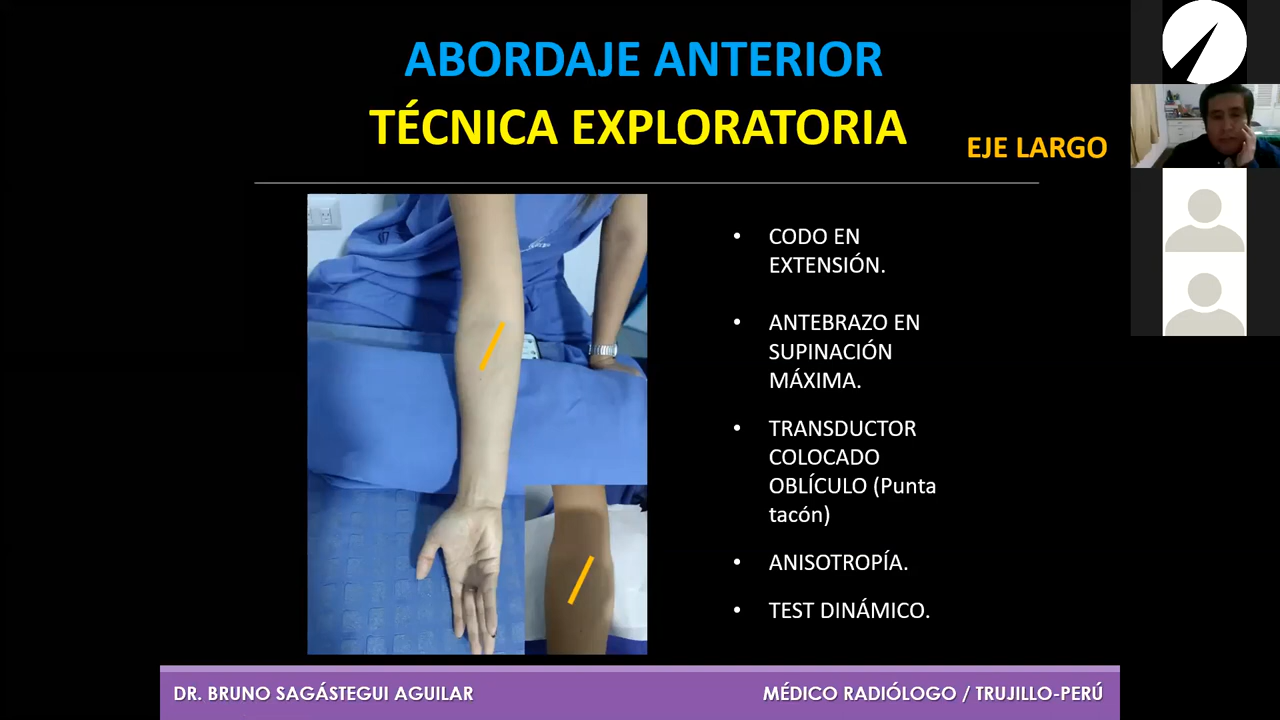 ABORDAJE ANTERIOR
TÉCNICA EXPLORATORIA
EJE LARGO
• CODO EN
EXTENSIÓN.
• ANTEBRAZO EN
SUPINACIÓN
MÁXIMA.
• TRANSDUCTOR
COLOCADO
OBLÍCULO (Punta
tacón)
• ANISOTROPÍA.
• TEST DINÁMICO.
DR. BRUNO SAGÁSTEGUI AGUILAR
MÉDICO RADIÓLOGO / TRUJILLO-PERÚ